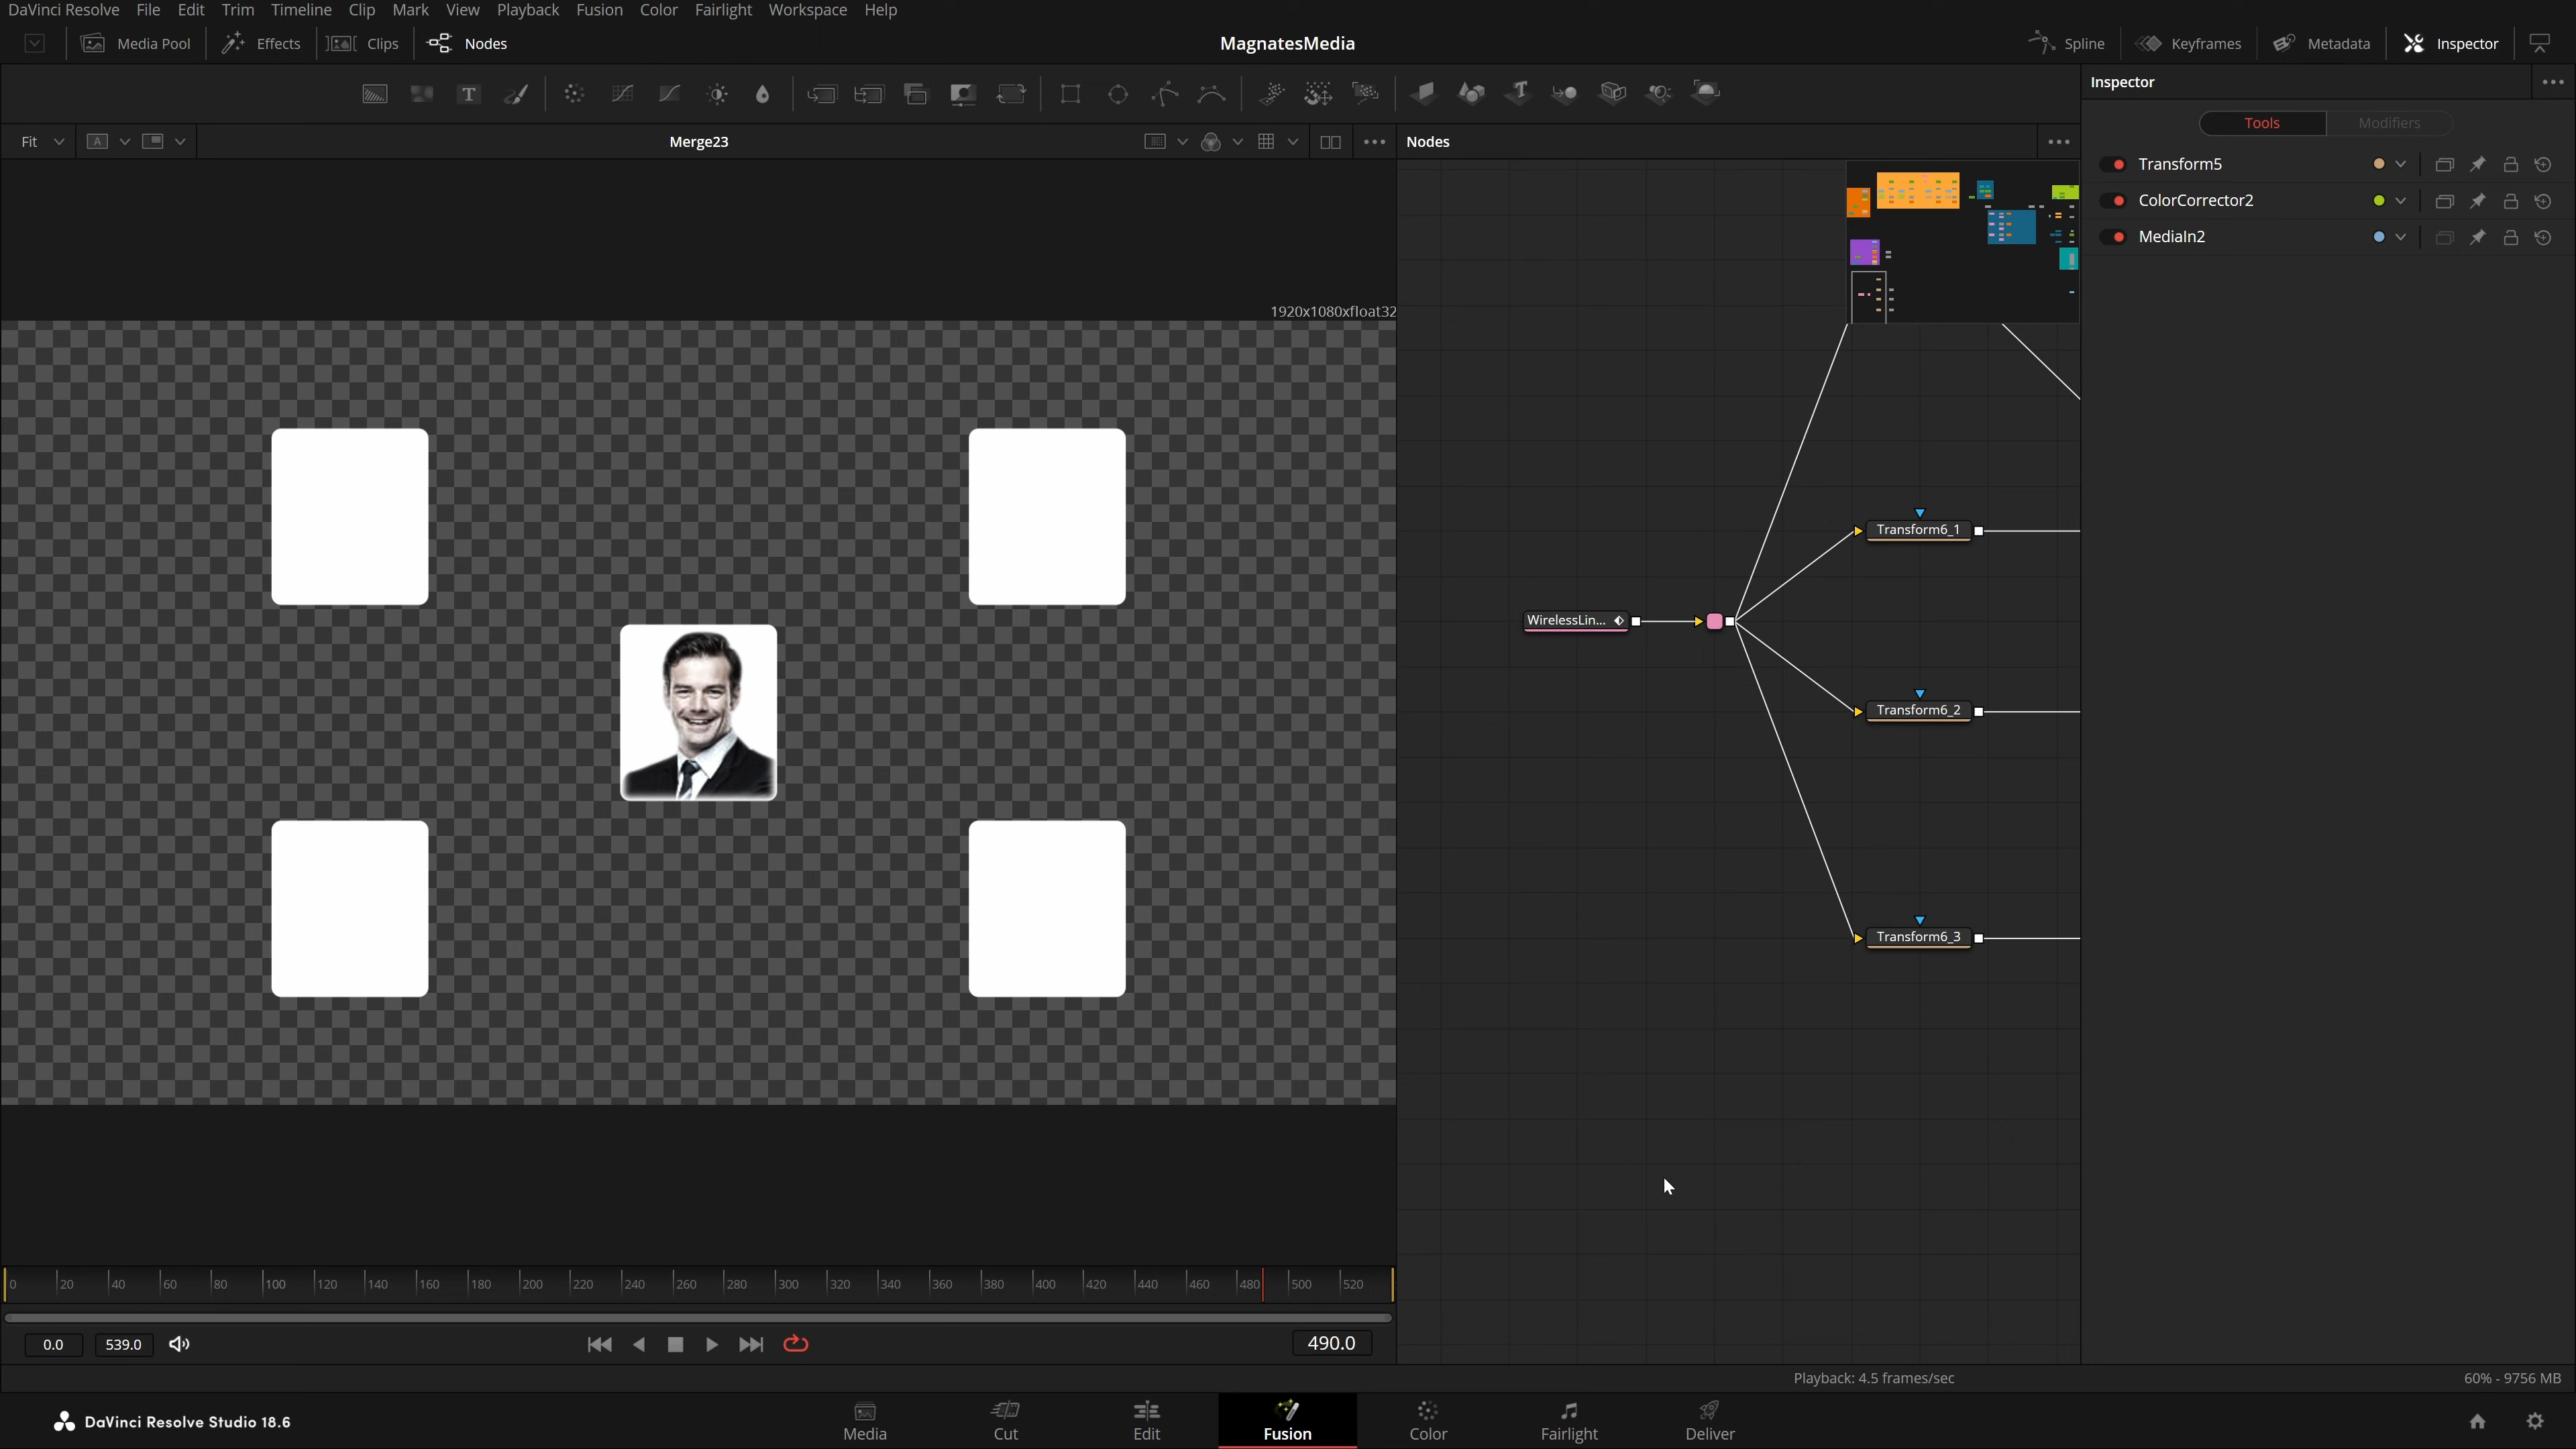 DaVinci Resolve File Edit Trim Timeline Clip Mark View Playback Fusion Color Fairlight Workspace Help
Media Pool Effects Clips Nodes MagnatesMedia Spline Keyframes Metadata Inspector
T T
Inspector
Fit A Merge23 Nodes
Tools Modifiers
Transform5
ColorCorrector2
MediaIn2
1920x1080xfloat32
Transform6_1
WirelessLin...
Transform6_2
Transform6_3
0 20 40 60 80 100 120 140 160 180 200 220 240 260 280 300 320 340 360 380 400 420 440 460 480 500 520
0.0 539.0 490.0
Playback: 4.5 frames/sec 60% - 9756 MB
DaVinci Resolve Studio 18.6
Media Cut Edit Fusion Color Fairlight Deliver